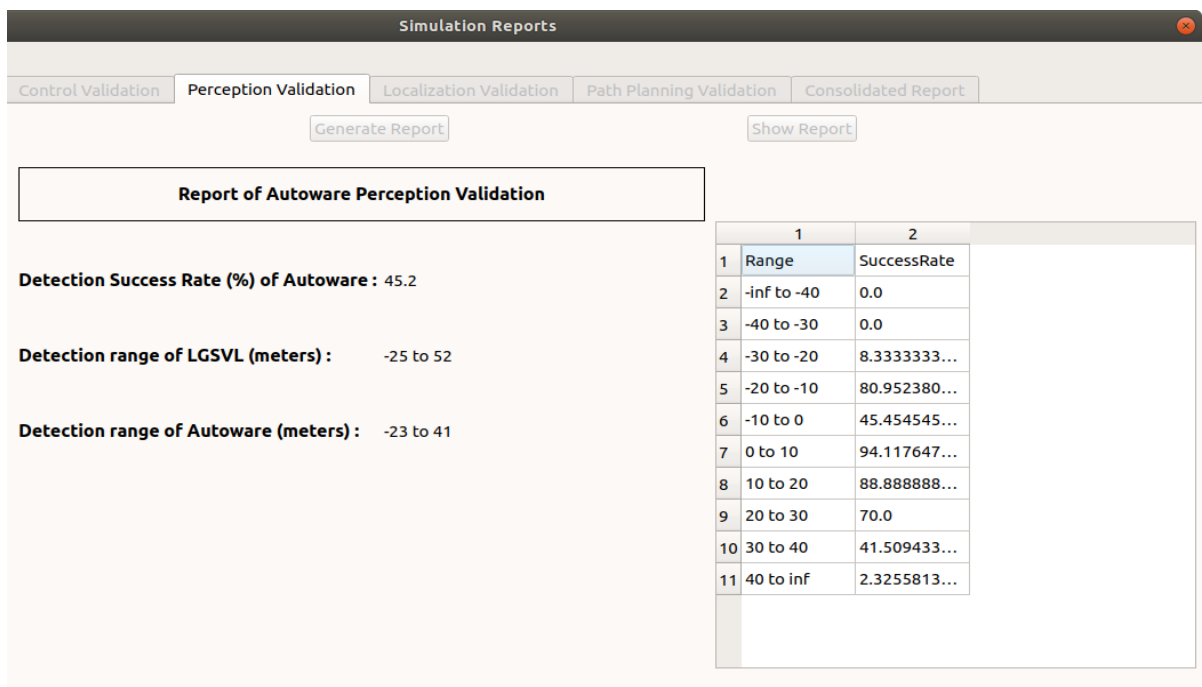 Simulation Reports
Control Validation Perception Validation Localization Validation Path Planning Validation Consolidated Report
Generate Report Show Report
Report of Autoware Perception Validation
Detection Success Rate (%) of Autoware : 45.2
Detection range of LGSVL (meters) : -25 to 52
Detection range of Autoware (meters) : -23 to 41
1 2
1 Range SuccessRate
2 -inf to -40 0.0
3 -40 to -30 0.0
4 -30 to -20 8.3333333...
5 -20 to -10 80.952380...
6 -10 to 0 45.454545...
7 0 to 10 94.117647...
8 10 to 20 88.888888...
9 20 to 30 70.0
10 30 to 40 41.509433...
11 40 to inf 2.3255813...